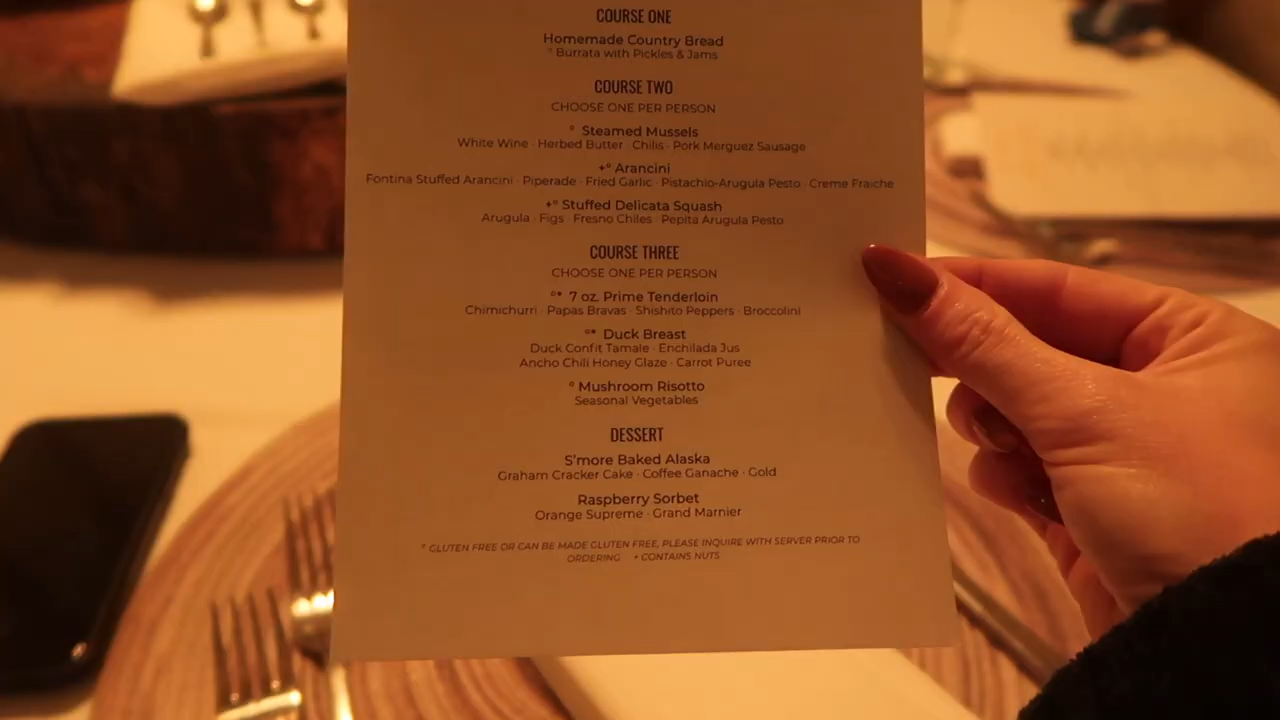 COURSE ONE
Homemade Country Bread
° Burrata with Pickles & Jams
COURSE TWO
CHOOSE ONE PER PERSON
° Steamed Mussels
White Wine · Herbed Butter · Chilis · Pork Merguez Sausage
+° Arancini
Fontina Stuffed Arancini · Piperade · Fried Garlic · Pistachio-Arugula Pesto · Creme Fraiche
+° Stuffed Delicata Squash
Arugula · Figs · Fresno Chiles · Pepita Arugula Pesto
COURSE THREE
CHOOSE ONE PER PERSON
°* 7 oz. Prime Tenderloin
Chimichurri · Papas Bravas · Shishito Peppers · Broccolini
°* Duck Breast
Duck Confit Tamale · Enchilada Jus
Ancho Chili Honey Glaze · Carrot Puree
° Mushroom Risotto
Seasonal Vegetables
DESSERT
S'more Baked Alaska
Graham Cracker Cake · Coffee Ganache · Gold
Raspberry Sorbet
Orange Supreme · Grand Marnier
° GLUTEN FREE OR CAN BE MADE GLUTEN FREE, PLEASE INQUIRE WITH SERVER PRIOR TO
ORDERING + CONTAINS NUTS